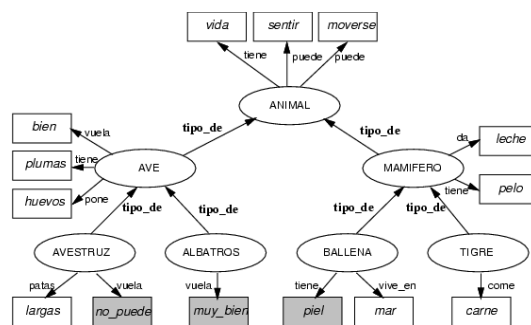 vida
sentir
moverse
tiene
puede
puede
ANIMAL
tipo_de
tipo_de
bien
vuela
plumas
tiene
AVE
huevos
pone
MAMIFERO
da
leche
tiene
pelo
tipo_de
tipo_de
tipo_de
tipo_de
AVESTRUZ
ALBATROS
BALLENA
TIGRE
patas
vuela
vuela
tiene
vive_en
come
largas
no_puede
muy_bien
piel
mar
carne